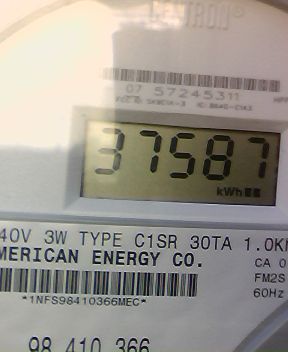 CENTRON®
07 57245311
37587
kWh
40V 3W TYPE C1SR 30TA 1.0K
MERICAN ENERGY CO.
CA 0
FM2S
60Hz
*1NFS98410366MEC*
98 410 366